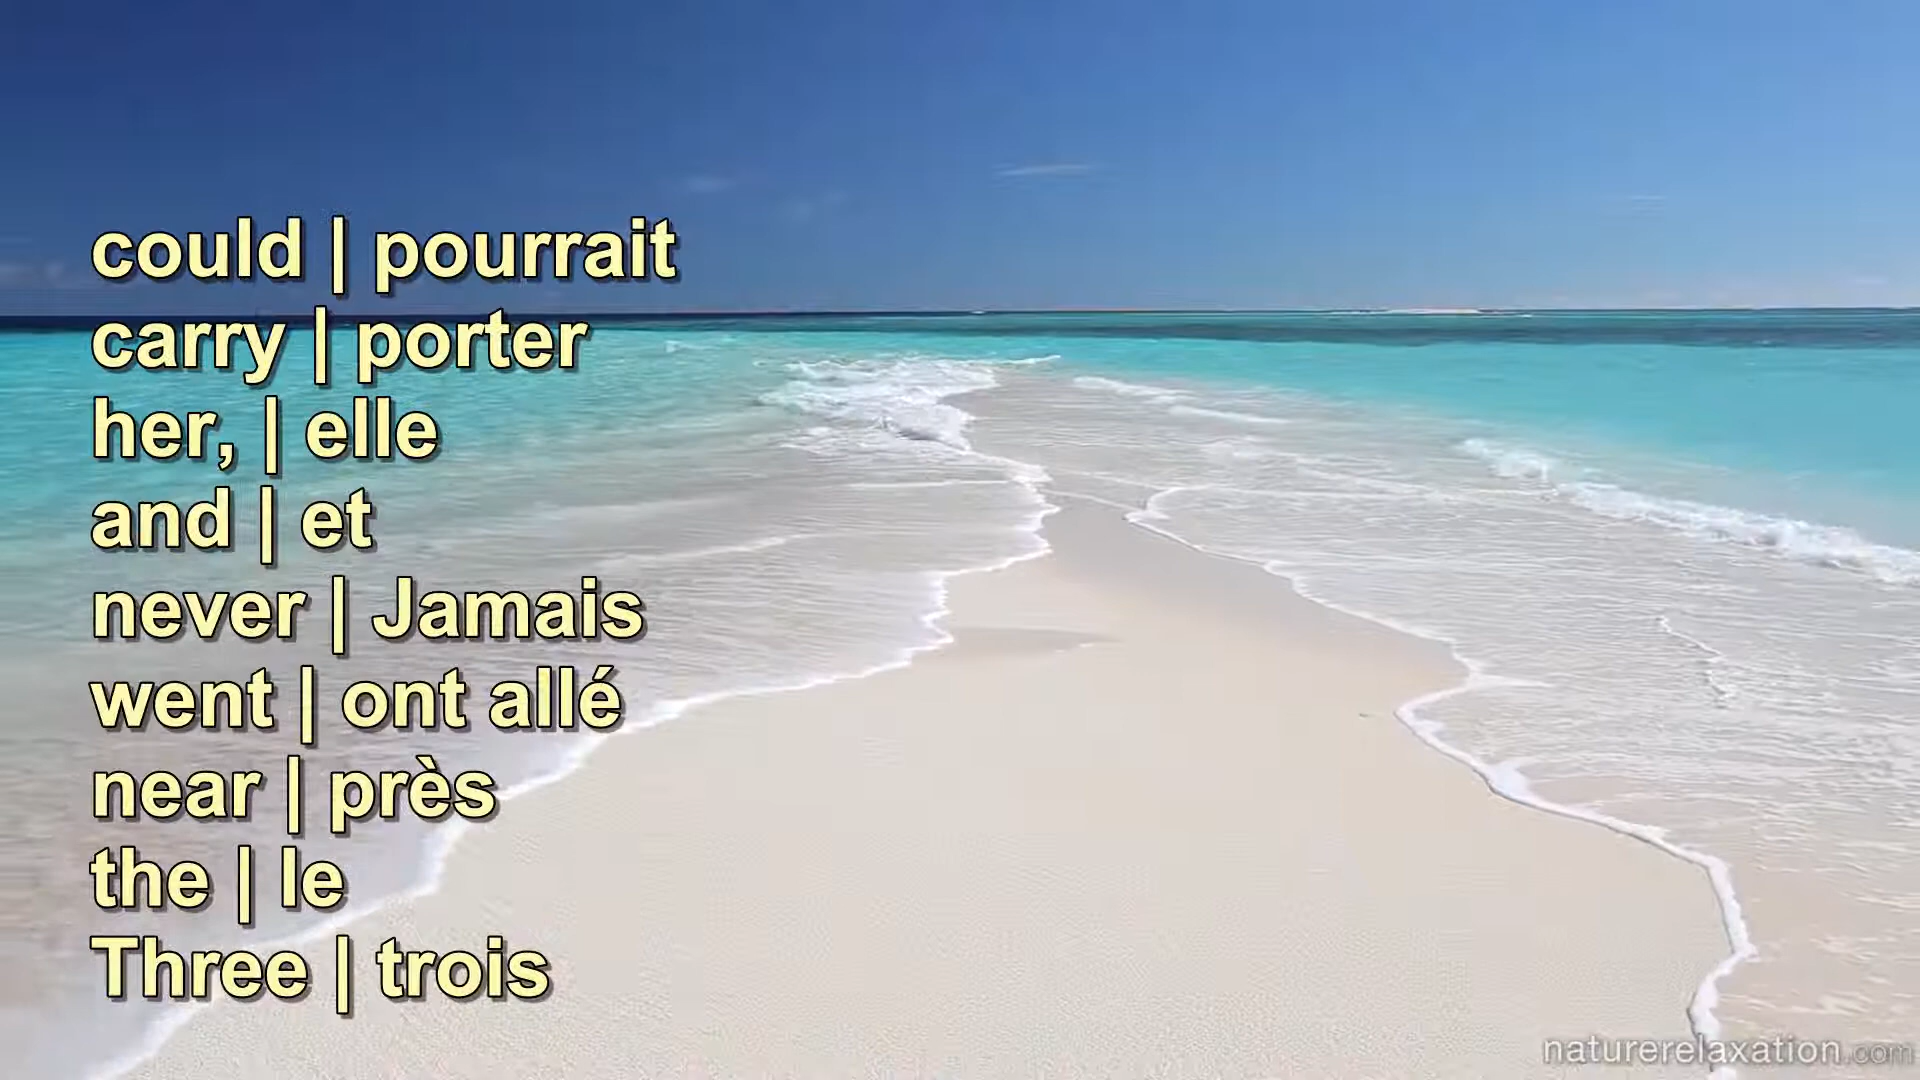 could | pourrait
carry | porter
her, | elle
and | et
never | Jamais
went | ont allé
near | près
the | le
Three | trois
naturerelaxation.com